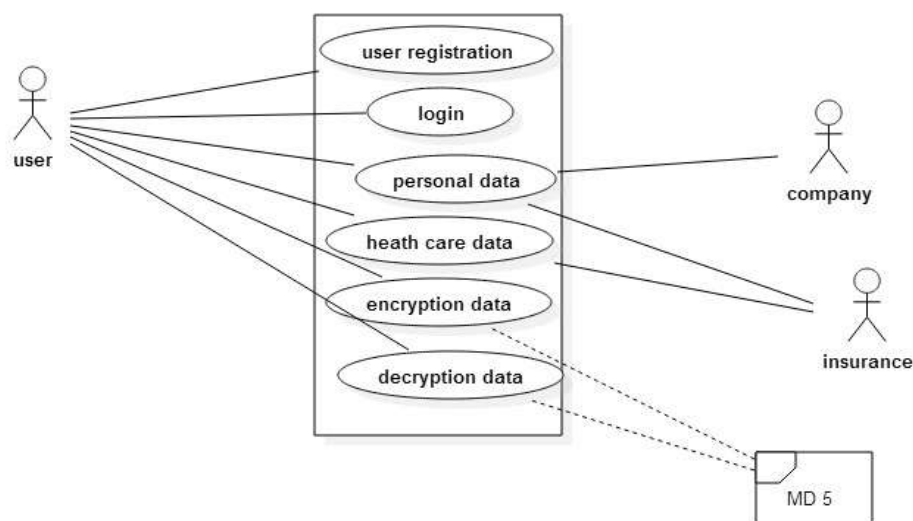 user registration
login
user
personal data
company
heath care data
encryption data
insurance
decryption data
MD 5